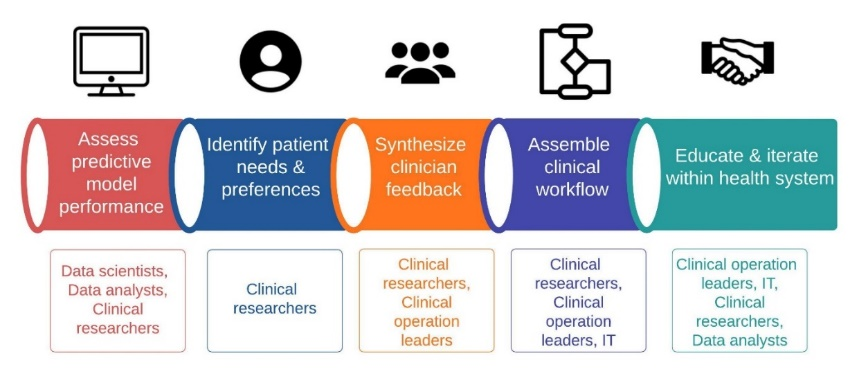 Assess
predictive
model
performance
Identify patient
needs &
preferences
Synthesize
clinician
feedback
Assemble
clinical
workflow
Educate & iterate
within health system
Data scientists,
Data analysts,
Clinical
researchers
Clinical
researchers
Clinical
researchers,
Clinical
operation
leaders
Clinical
researchers,
Clinical
operation
leaders, IT
Clinical operation
leaders, IT,
Clinical
researchers,
Data analysts